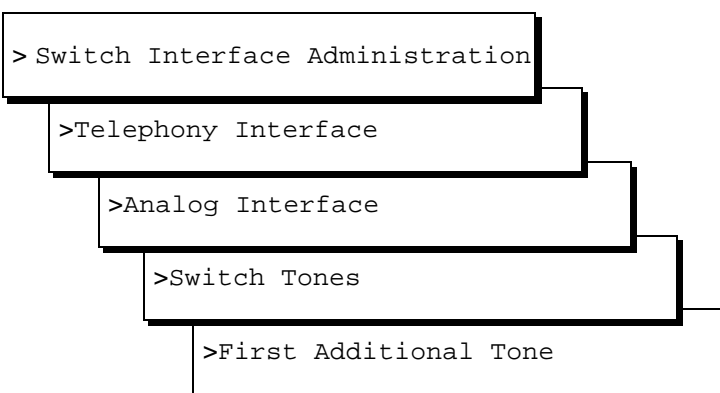 > Switch Interface Administration
>Telephony Interface
>Analog Interface
>Switch Tones
>First Additional Tone